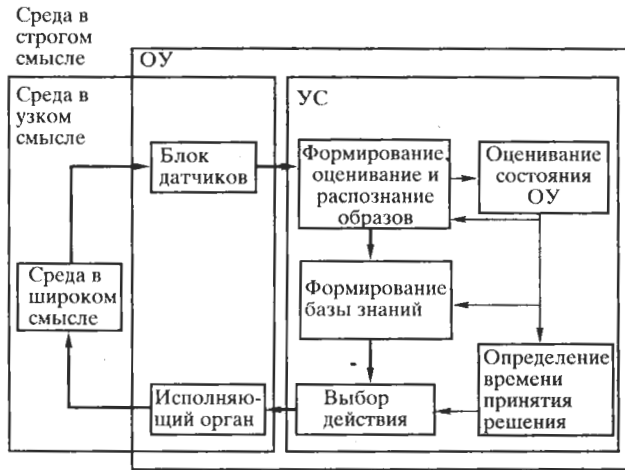 Среда в
строгом
смысле
ОУ
Среда в
узком
смысле
УС
Блок
датчиков
Формирование,
оценивание и
распознание
образов
Оценивание
состояния
ОУ
Среда в
широком
смысле
Формирование
базы знаний
Определение
времени
принятия
решения
Исполняю-
щий орган
Выбор
действия